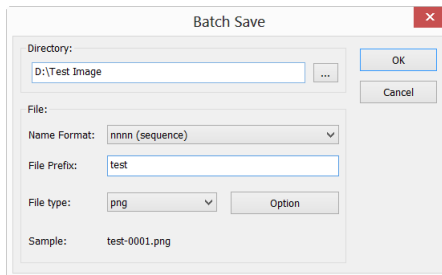 Batch Save
Directory:
D:\Test Image
...
OK
Cancel
File:
Name Format: nnnn (sequence)
File Prefix: test
File type: png Option
Sample: test-0001.png